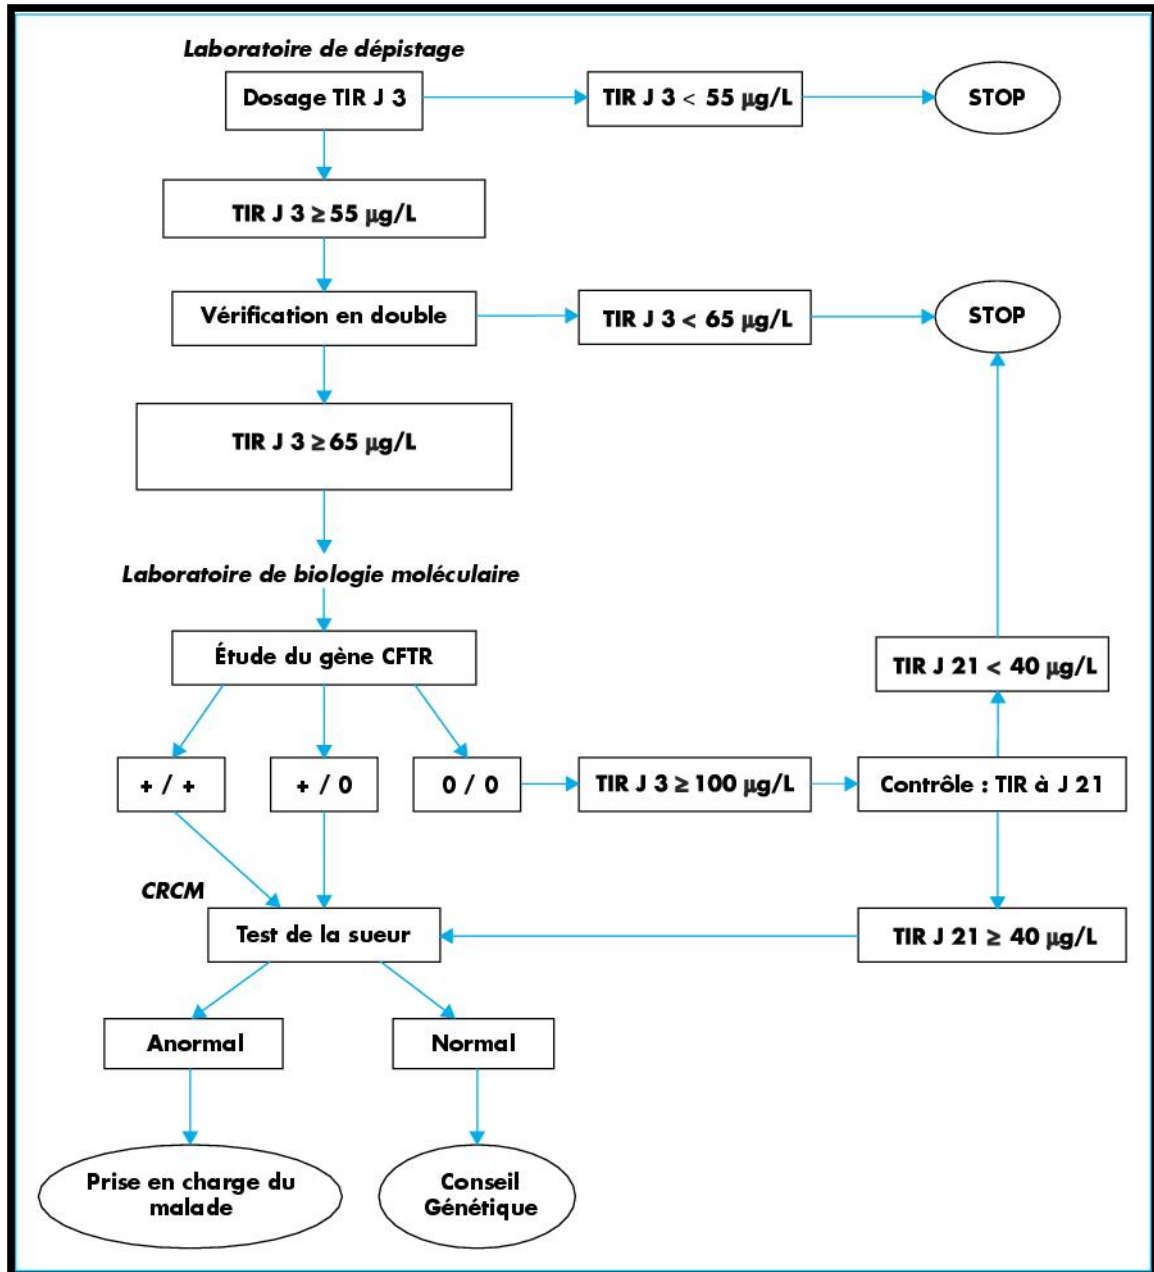 Laboratoire de dépistage
Dosage TIR J 3
TIR J 3 < 55 µg/L
STOP
TIR J 3 ≥ 55 µg/L
Vérification en double
TIR J 3 < 65 µg/L
STOP
TIR J 3 ≥ 65 µg/L
Laboratoire de biologie moléculaire
Étude du gène CFTR
TIR J 21 < 40 µg/L
+ / +
+ / 0
0 / 0
TIR J 3 ≥ 100 µg/L
Contrôle : TIR à J 21
CRCM
Test de la sueur
TIR J 21 ≥ 40 µg/L
Anormal
Normal
Prise en charge du
malade
Conseil
Génétique